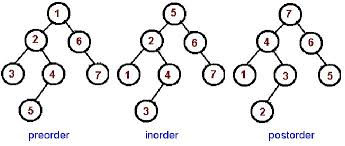 1 5 7
2 6 2 6 4 6
3 4 7 1 4 7 1 3 5
5 3 2
preorder inorder postorder